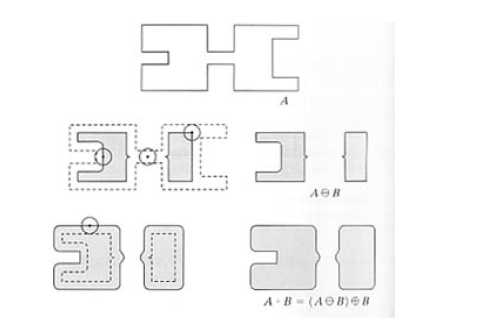 A
A ⊖ B
A ∘ B = (A ⊖ B) ⊕ B